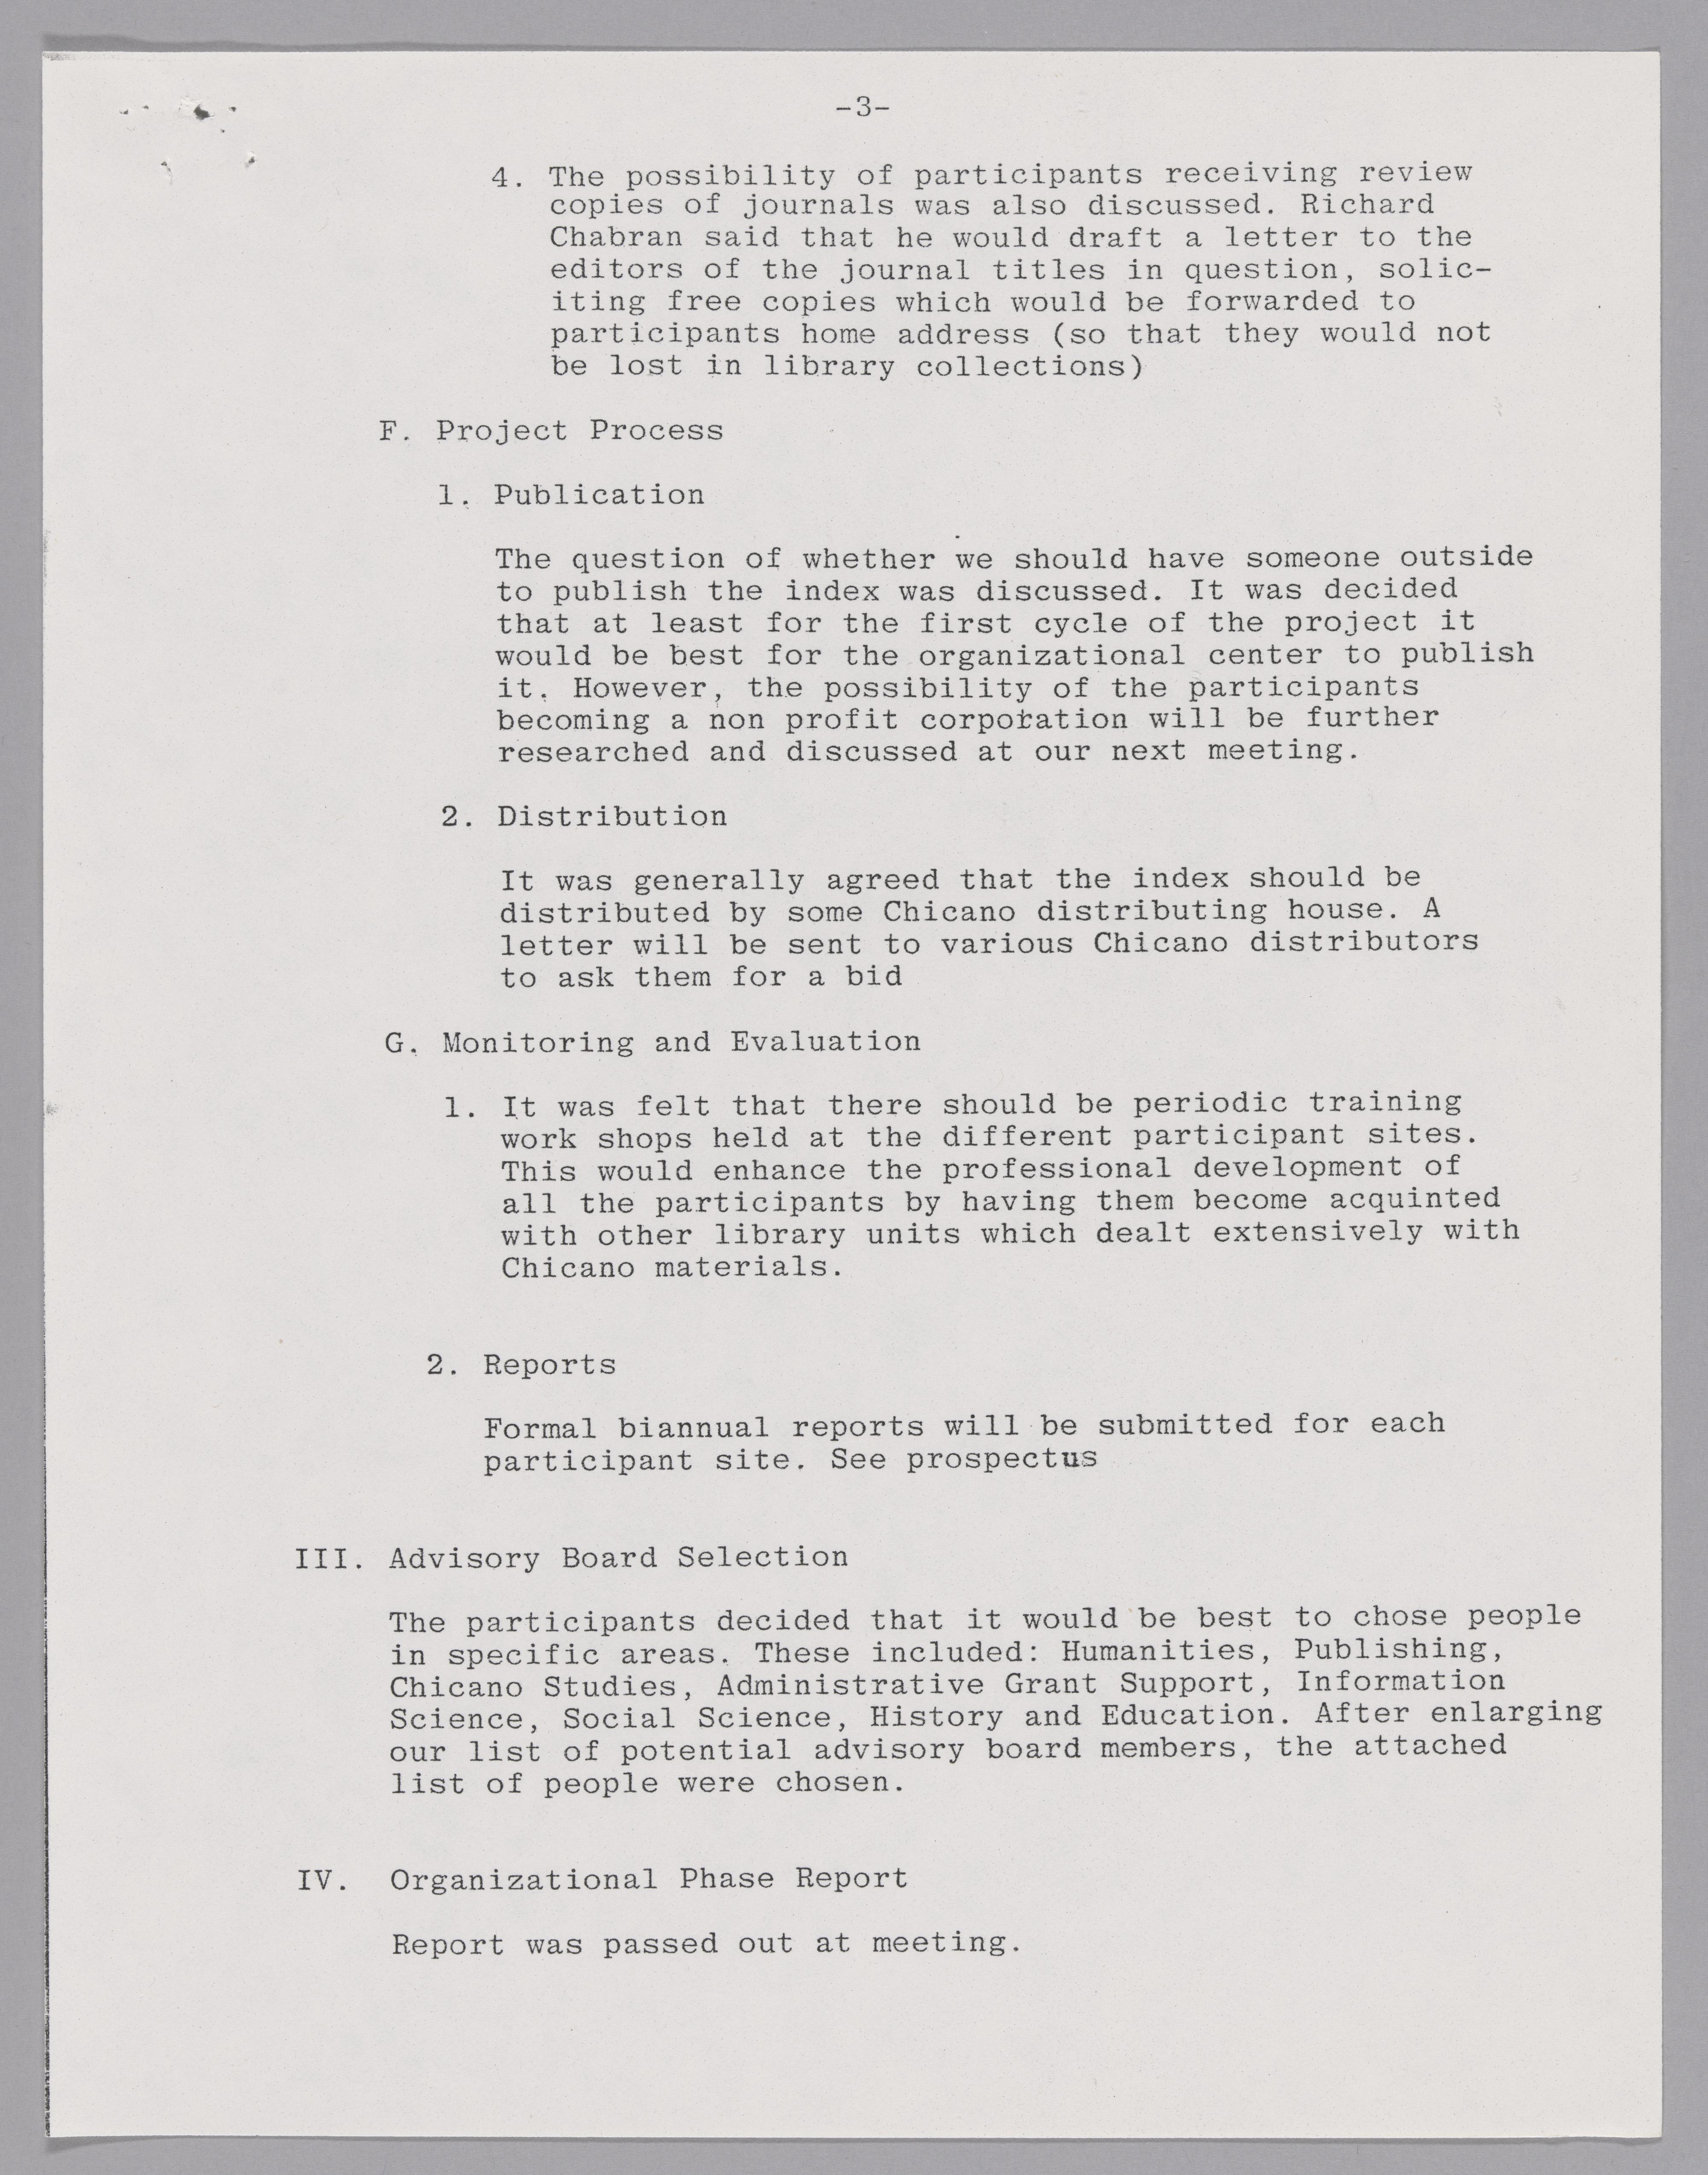 -3-
4. The possibility of participants receiving review
copies of journals was also discussed. Richard
Chabran said that he would draft a letter to the
editors of the journal titles in question, solic-
iting free copies which would be forwarded to
participants home address (so that they would not
be lost in library collections)
F. Project Process
1. Publication
The question of whether we should have someone outside
to publish the index was discussed. It was decided
that at least for the first cycle of the project it
would be best for the organizational center to publish
it. However, the possibility of the participants
becoming a non profit corporation will be further
researched and discussed at our next meeting.
2. Distribution
It was generally agreed that the index should be
distributed by some Chicano distributing house. A
letter will be sent to various Chicano distributors
to ask them for a bid
G. Monitoring and Evaluation
1. It was felt that there should be periodic training
work shops held at the different participant sites.
This would enhance the professional development of
all the participants by having them become acquinted
with other library units which dealt extensively with
Chicano materials.
2. Reports
Formal biannual reports will be submitted for each
participant site. See prospectus
III. Advisory Board Selection
The participants decided that it would be best to chose people
in specific areas. These included: Humanities, Publishing,
Chicano Studies, Administrative Grant Support, Information
Science, Social Science, History and Education. After enlarging
our list of potential advisory board members, the attached
list of people were chosen.
IV. Organizational Phase Report
Report was passed out at meeting.